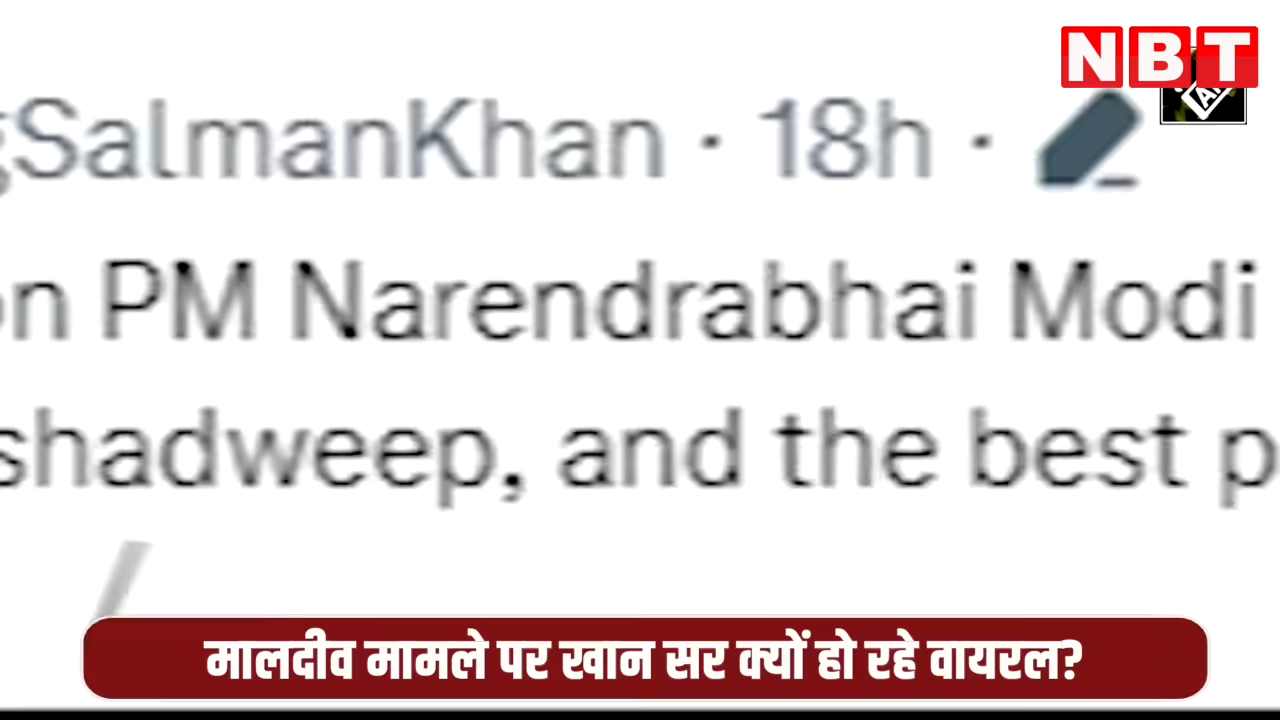 NBT
SalmanKhan · 18h ·
on PM Narendrabhai Modi
shadweep, and the best p
मालदीव मामले पर खान सर क्यों हो रहे वायरल?